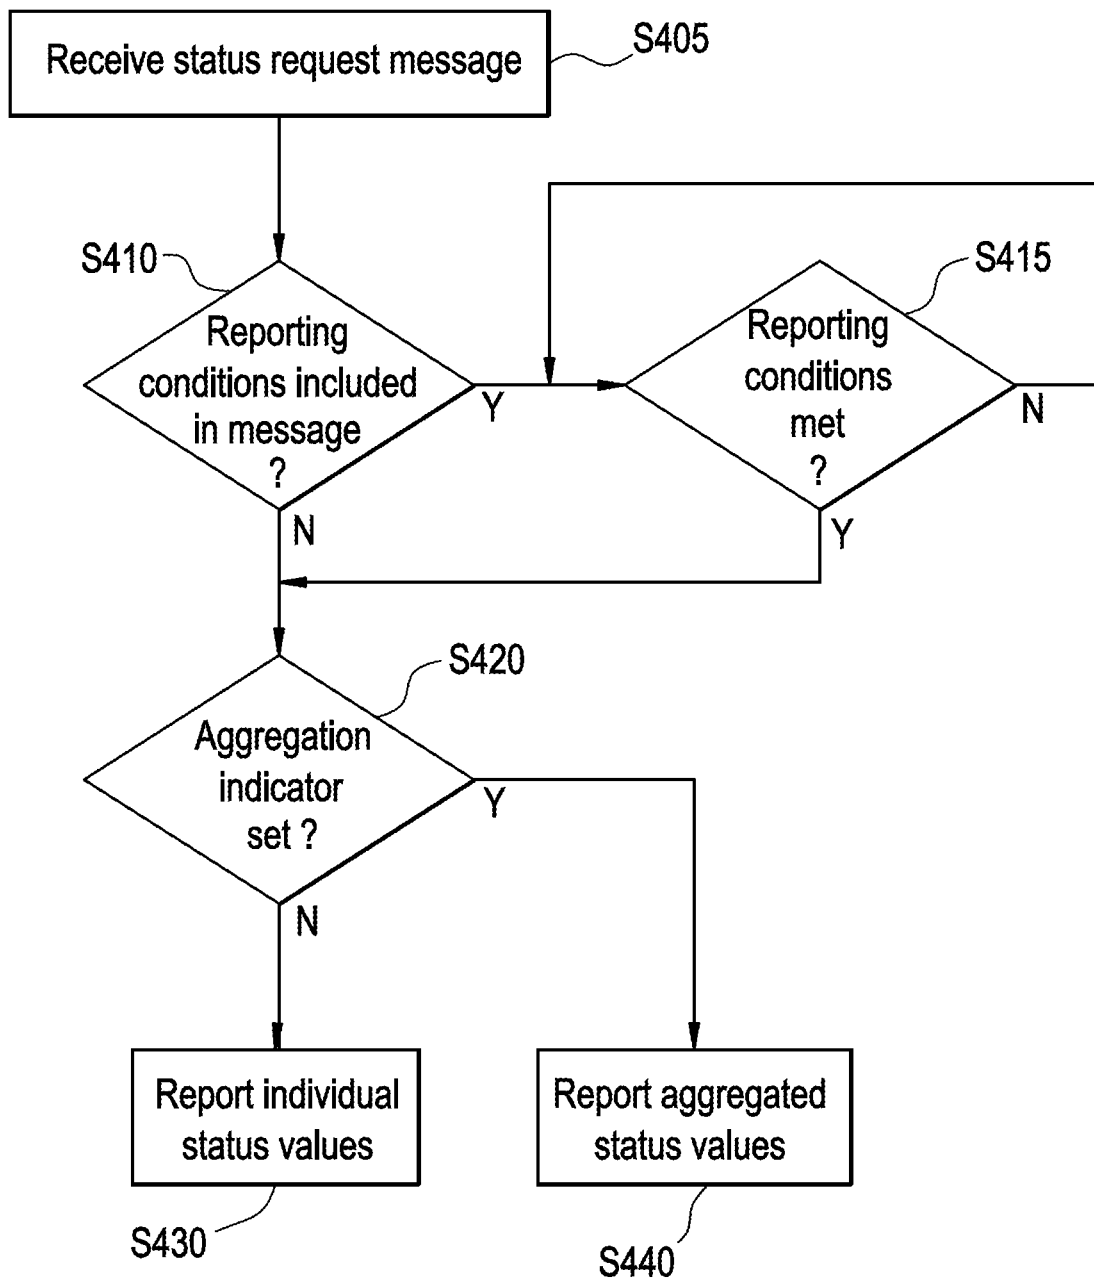 Receive status request message
S405
S410
Reporting
conditions included
in message
?
Y
N
S415
Reporting
conditions
met
?
N
Y
S420
Aggregation
indicator
set ?
Y
N
Report individual
status values
S430
Report aggregated
status values
S440